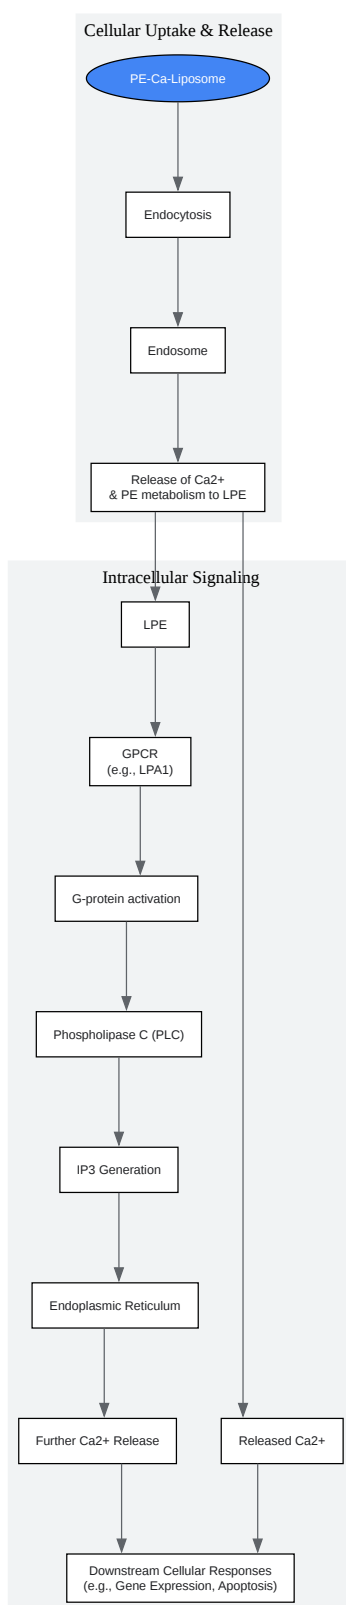 Cellular Uptake & Release
PE-Ca-Liposome
Endocytosis
Endosome
Release of Ca2+
& PE metabolism to LPE
Intracellular Signaling
LPE
GPCR
(e.g., LPA1)
G-protein activation
Phospholipase C (PLC)
IP3 Generation
Endoplasmic Reticulum
Further Ca2+ Release
Released Ca2+
Downstream Cellular Responses
(e.g., Gene Expression, Apoptosis)